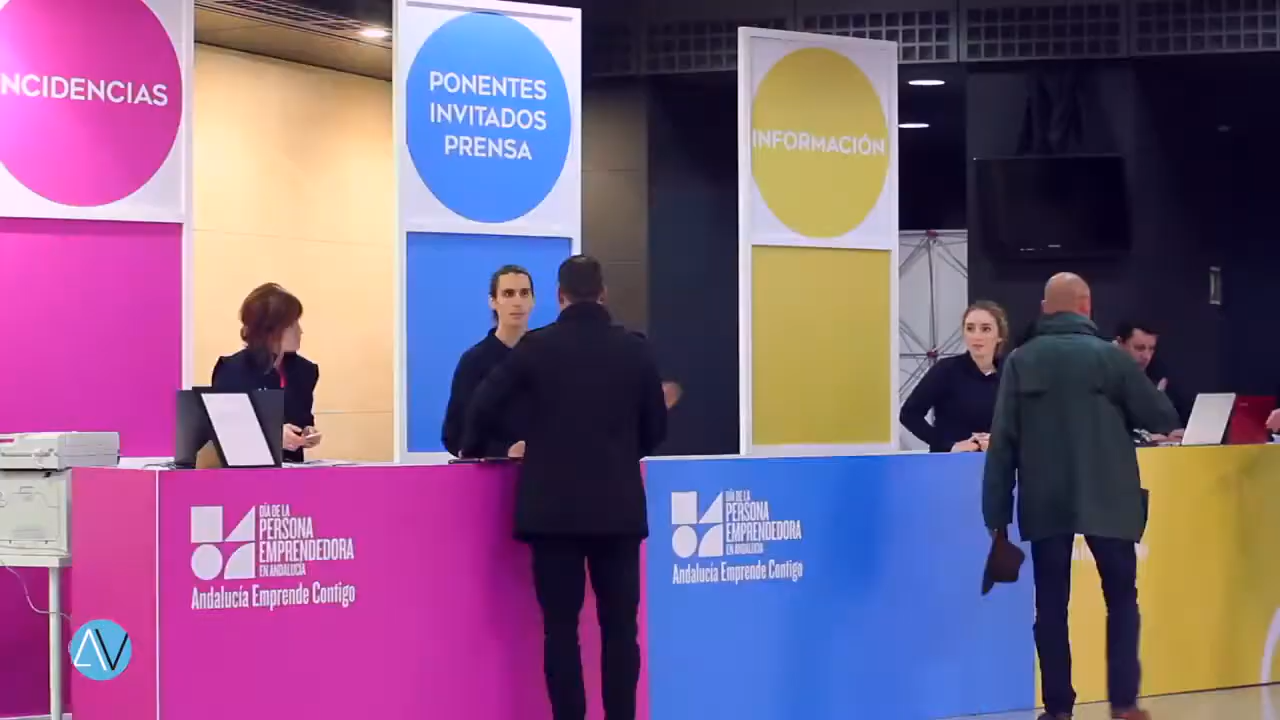 NCIDENCIAS
PONENTES
INVITADOS
PRENSA
INFORMACIÓN
DÍA DE LA
PERSONA
EMPRENDEDORA
EN ANDALUCÍA
Andalucía Emprende Contigo
DÍA DE LA
PERSONA
EMPRENDEDORA
EN ANDALUCÍA
Andalucía Emprende Contigo
AV